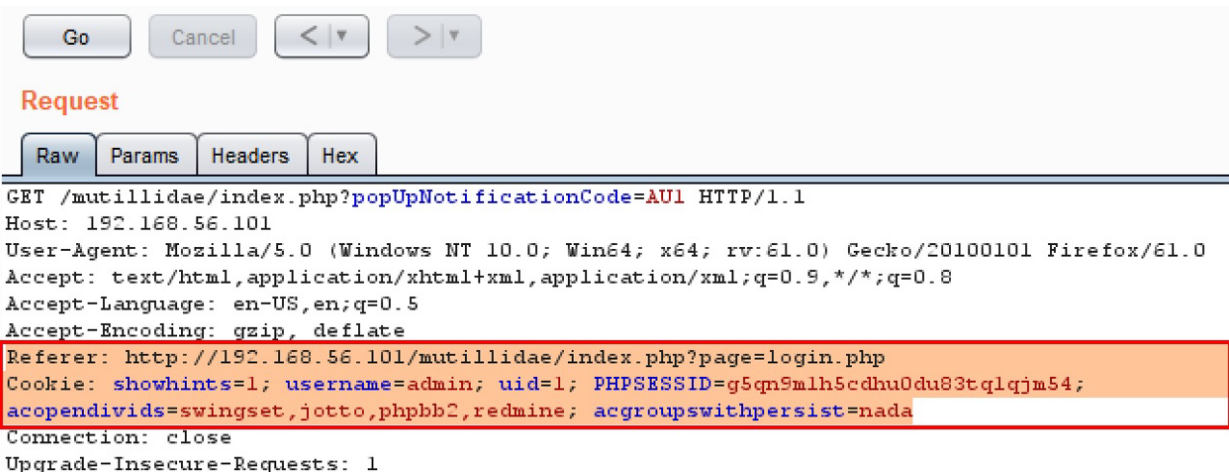 Go Cancel < >
Request
Raw Params Headers Hex
GET /mutillidae/index.php?popUpNotificationCode=AU1 HTTP/1.1
Host: 192.168.56.101
User-Agent: Mozilla/5.0 (Windows NT 10.0; Win64; x64; rv:61.0) Gecko/20100101 Firefox/61.0
Accept: text/html,application/xhtml+xml,application/xml;q=0.9,*/*;q=0.8
Accept-Language: en-US,en;q=0.5
Accept-Encoding: gzip, deflate
Referer: http://192.168.56.101/mutillidae/index.php?page=login.php
Cookie: showhints=1; username=admin; uid=1; PHPSESSID=g5qn9mlh5cdhu0du83tqlqjm54;
acopendivids=swingset,jotto,phpbb2,redmine; acgroupswithpersist=nada
Connection: close
Upgrade-Insecure-Requests: 1